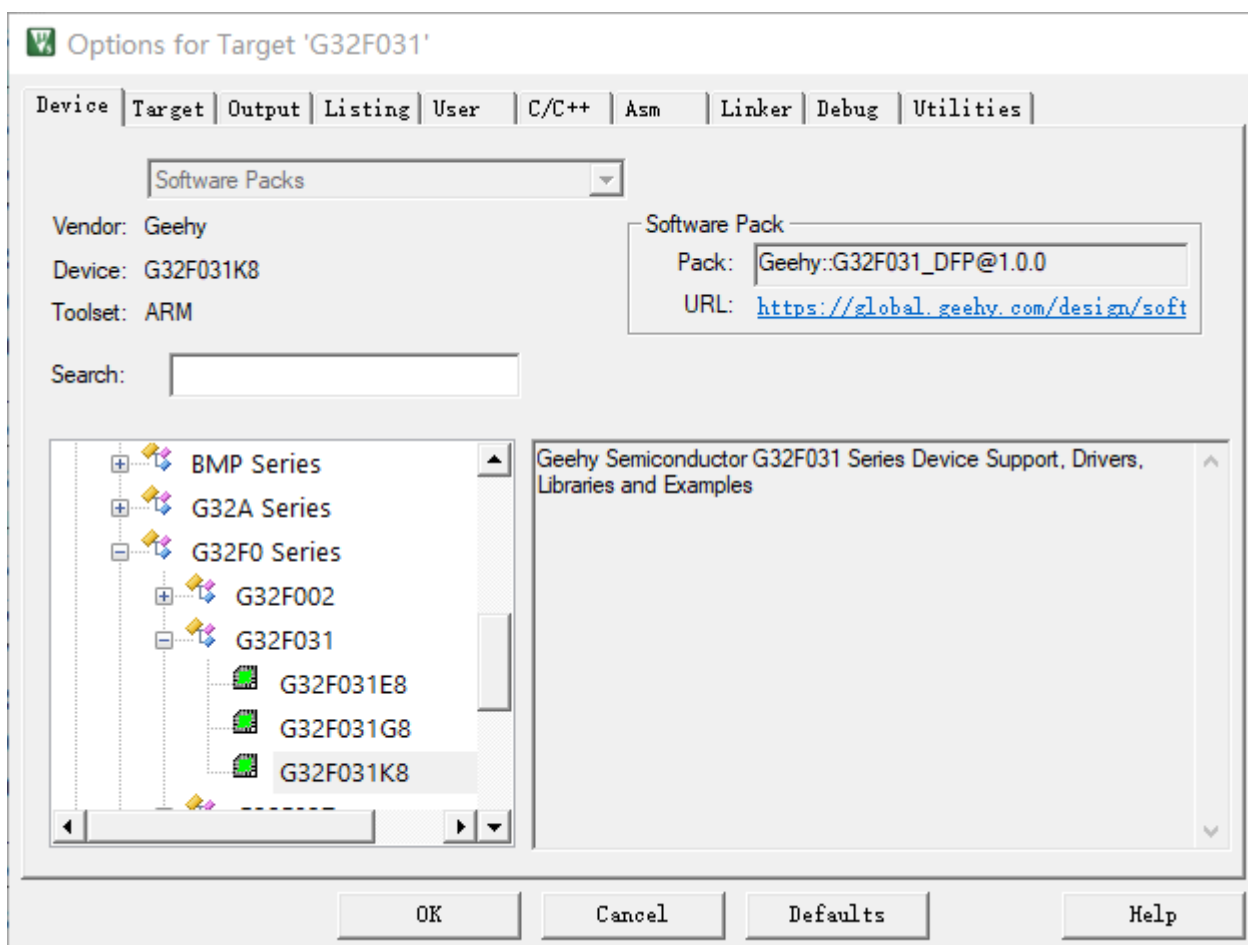 Options for Target 'G32F031'
Device Target Output Listing User C/C++ Asm Linker Debug Utilities
Software Packs
Vendor: Geehy
Device: G32F031K8
Toolset: ARM
Software Pack
Pack: Geehy::G32F031_DFP@1.0.0
URL: https://global.geehy.com/design/soft
Search:
BMP Series
G32A Series
G32F0 Series
G32F002
G32F031
G32F031E8
G32F031G8
G32F031K8
Geehy Semiconductor G32F031 Series Device Support, Drivers,
Libraries and Examples
OK Cancel Defaults Help